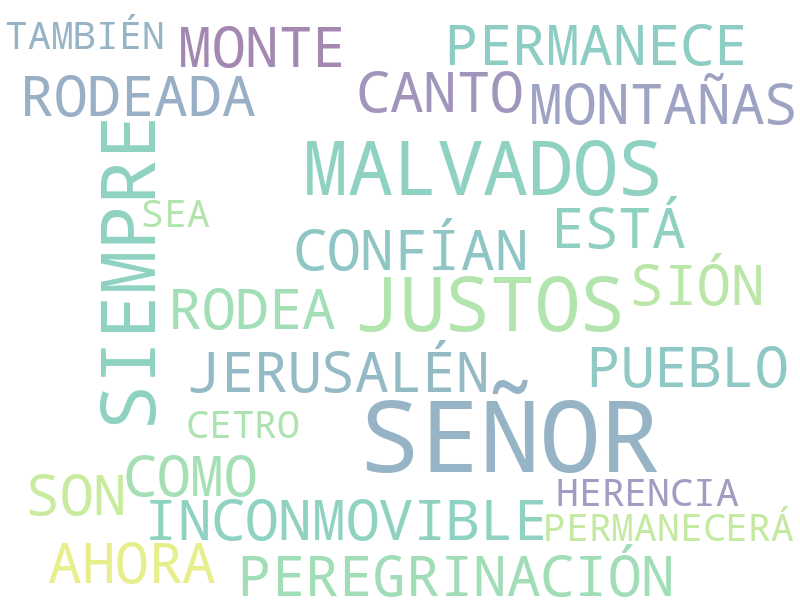 TAMBIÉN
MONTE
PERMANECE
RODEADA
CANTO
MONTAÑAS
SIEMPRE
MALVADOS
SEA
CONFÍAN
ESTÁ
RODEA
JUSTOS
SIÓN
JERUSALÉN
PUEBLO
CETRO
SEÑOR
SON
COMO
HERENCIA
INCONMOVIBLE
PERMANECERÁ
AHORA
PEREGRINACIÓN